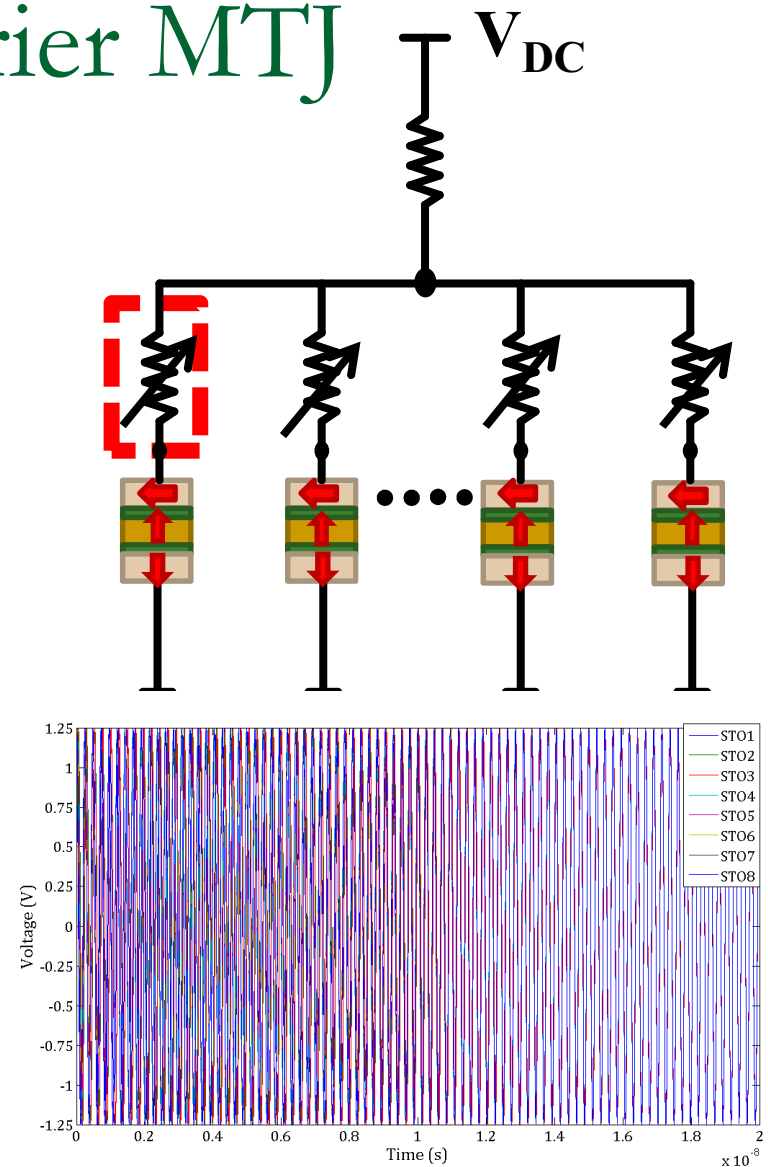 rier MTJ
V_DC
1.25
1
0.75
0.5
0.25
0
-0.25
-0.5
-0.75
-1
-1.25
Voltage (V)
STO1
STO2
STO3
STO4
STO5
STO6
STO7
STO8
0 0.2 0.4 0.6 0.8 1 1.2 1.4 1.6 1.8 2
Time (s)
x 10^-8